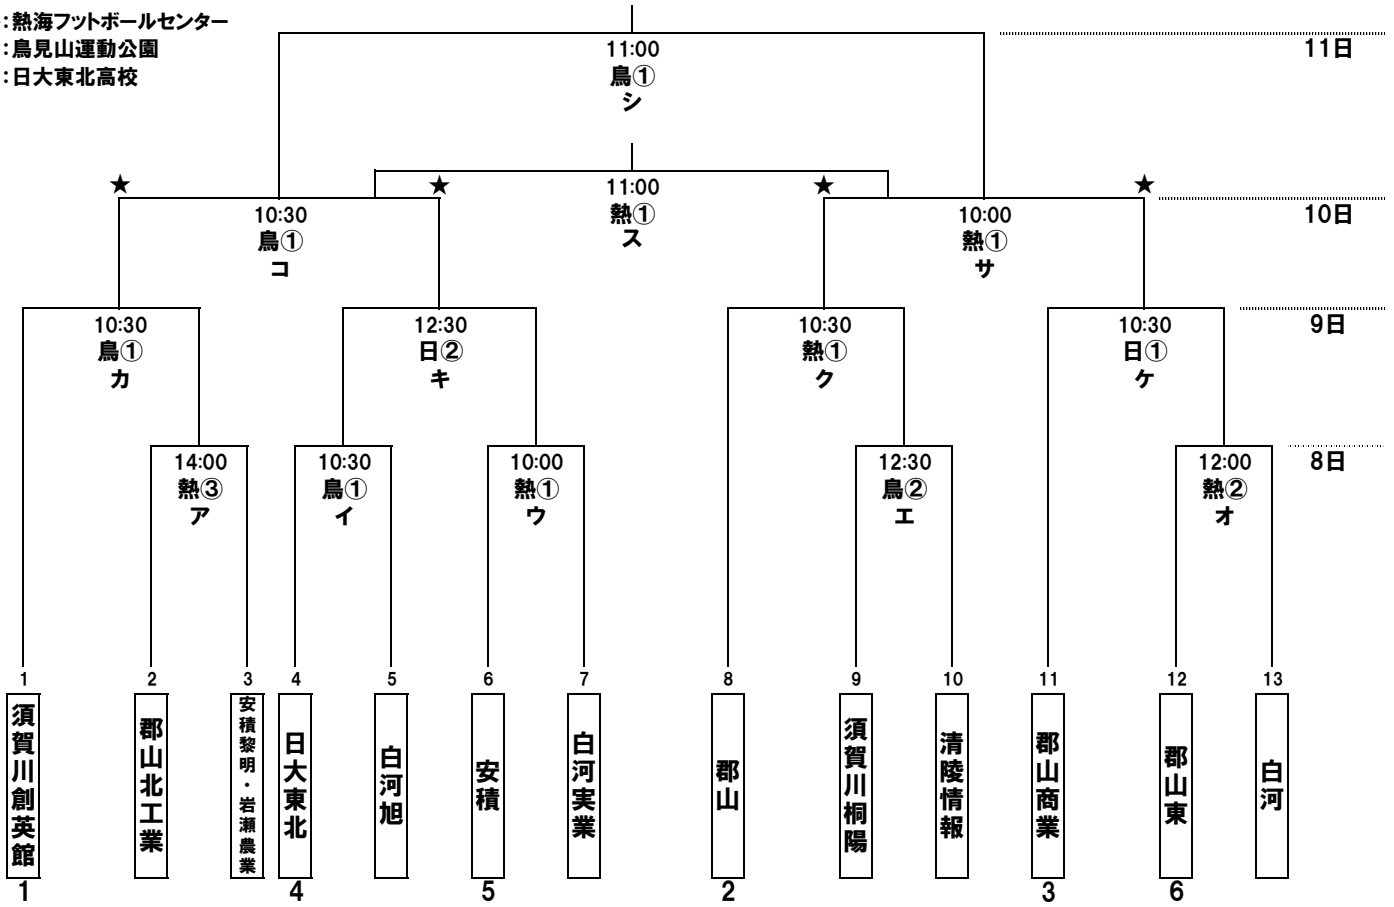 :熱海フットボールセンター
:鳥見山運動公園
:日大東北高校
11:00
鳥①
シ
11日
★
★
★
★
11:00
熱①
ス
10:30
鳥①
コ
10:00
熱①
サ
10日
10:30
鳥①
カ
12:30
日②
キ
10:30
熱①
ク
10:30
日①
ケ
9日
14:00
熱③
ア
10:30
鳥①
イ
10:00
熱①
ウ
12:30
鳥②
エ
12:00
熱②
オ
8日
1
2
3
4
5
6
7
8
9
10
11
12
13
須賀川創英館
郡山北工業
安積黎明・岩瀬農業
日大東北
白河旭
安積
白河実業
郡山
須賀川桐陽
清陵情報
郡山商業
郡山東
白河
1
4
5
2
3
6